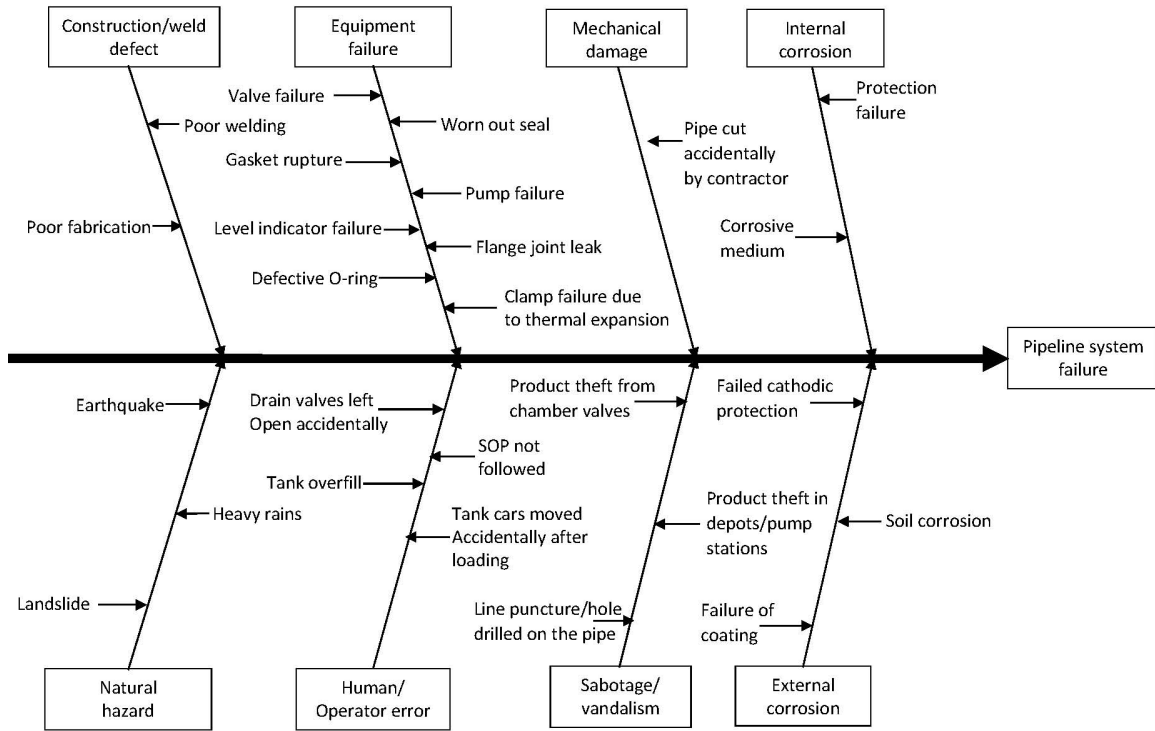 Construction/weld
defect
Equipment
failure
Mechanical
damage
Internal
corrosion
Valve failure
Poor welding
Worn out seal
Gasket rupture
Pump failure
Poor fabrication
Level indicator failure
Flange joint leak
Defective O-ring
Clamp failure due
to thermal expansion
Pipe cut
accidentally
by contractor
Protection
failure
Corrosive
medium
Pipeline system
failure
Earthquake
Heavy rains
Landslide
Drain valves left
Open accidentally
SOP not
followed
Tank overfill
Tank cars moved
Accidentally after
loading
Product theft from
chamber valves
Product theft in
depots/pump
stations
Line puncture/hole
drilled on the pipe
Failed cathodic
protection
Soil corrosion
Failure of
coating
Natural
hazard
Human/
Operator error
Sabotage/
vandalism
External
corrosion